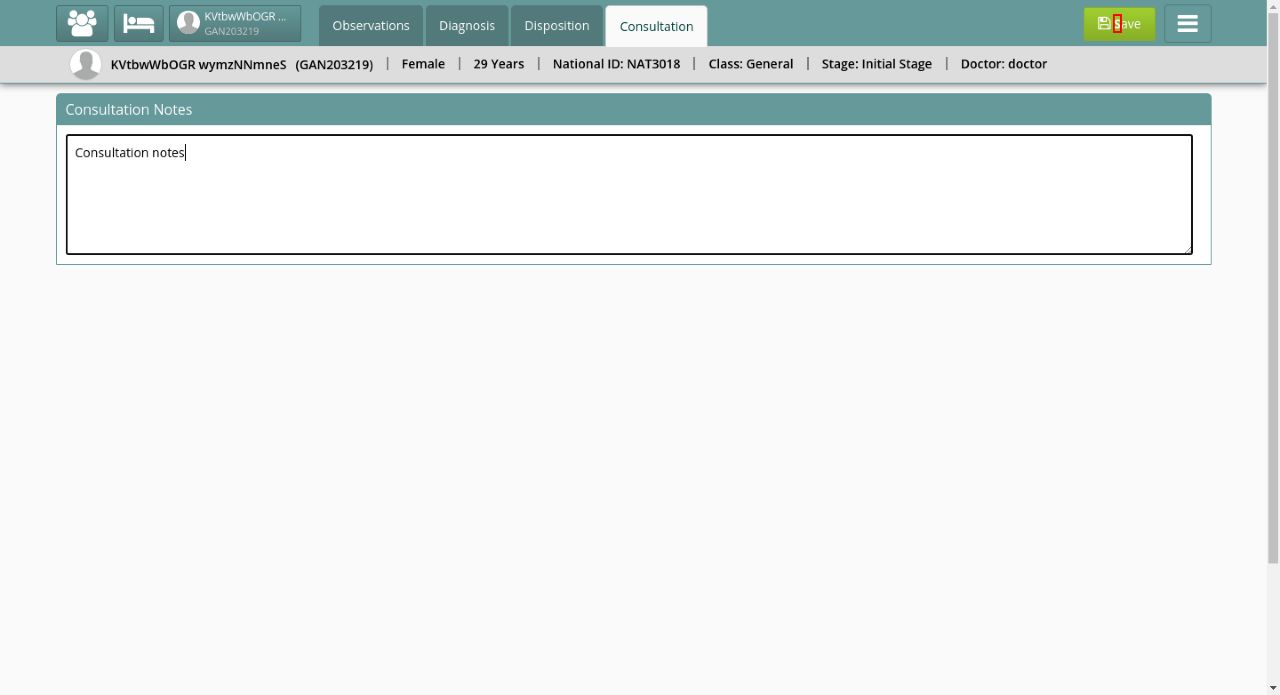 KVtbwWbOGR ...
GAN203219
Observations
Diagnosis
Disposition
Consultation
Save
KVtbwWbOGR wymzNNmneS (GAN203219) | Female | 29 Years | National ID: NAT3018 | Class: General | Stage: Initial Stage | Doctor: doctor
Consultation Notes
Consultation notes